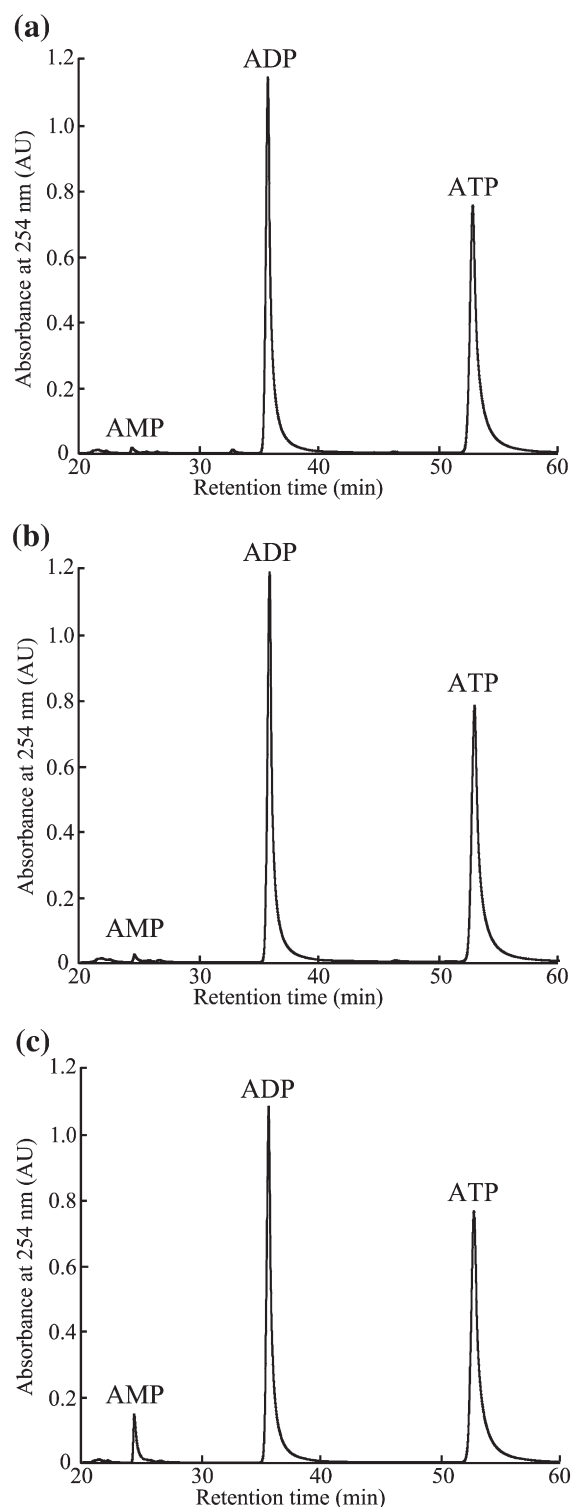 (a)
ADP
ATP
AMP
Absorbance at 254 nm (AU)
1.2
1.0
0.8
0.6
0.4
0.2
0
20 30 40 50 60
Retention time (min)
(b)
ADP
ATP
AMP
Absorbance at 254 nm (AU)
1.2
1.0
0.8
0.6
0.4
0.2
0
20 30 40 50 60
Retention time (min)
(c)
ADP
ATP
AMP
Absorbance at 254 nm (AU)
1.2
1.0
0.8
0.6
0.4
0.2
0
20 30 40 50 60
Retention time (min)